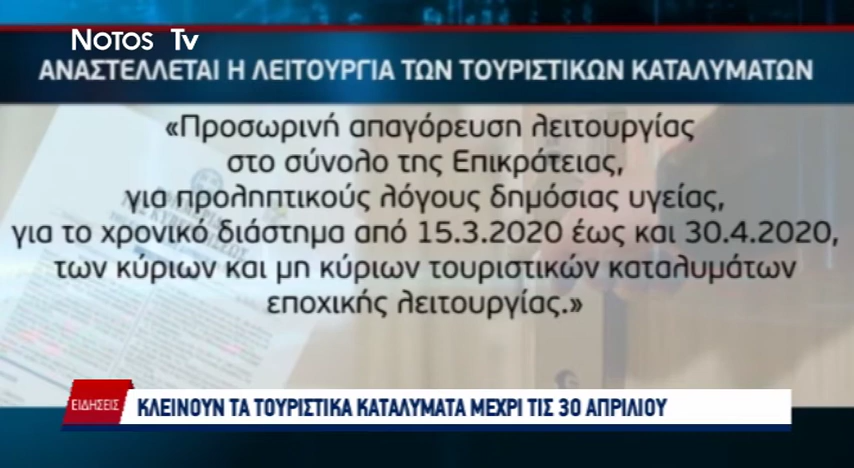 NOTOS TV
ΑΝΑΣΤΕΛΛΕΤΑΙ Η ΛΕΙΤΟΥΡΓΙΑ ΤΩΝ ΤΟΥΡΙΣΤΙΚΩΝ ΚΑΤΑΛΥΜΑΤΩΝ
«Προσωρινή απαγόρευση λειτουργίας
στο σύνολο της Επικράτειας,
για προληπτικούς λόγους δημόσιας υγείας,
για το χρονικό διάστημα από 15.3.2020 έως και 30.4.2020,
των κύριων και μη κύριων τουριστικών καταλυμάτων
εποχικής λειτουργίας.»
ΕΙΔΗΣΕΙΣ
ΚΛΕΙΝΟΥΝ ΤΑ ΤΟΥΡΙΣΤΙΚΑ ΚΑΤΑΛΥΜΑΤΑ ΜΕΧΡΙ ΤΙΣ 30 ΑΠΡΙΛΙΟΥ